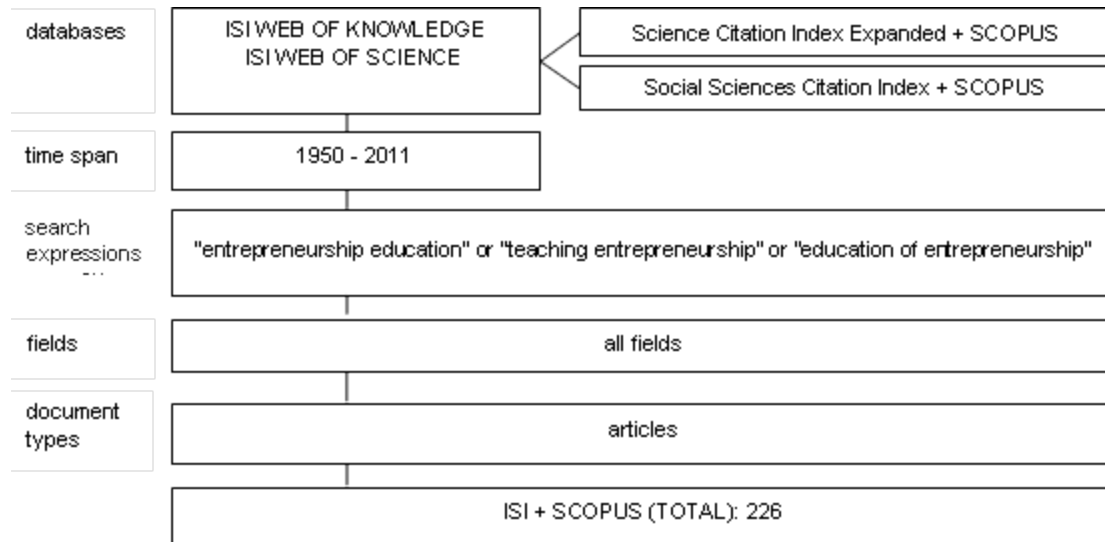 databases
ISI WEB OF KNOWLEDGE
ISI WEB OF SCIENCE
Science Citation Index Expanded + SCOPUS
Social Sciences Citation Index + SCOPUS
time span
1950 - 2011
search
expressions
"entrepreneurship education" or "teaching entrepreneurship" or "education of entrepreneurship"
fields
all fields
document
types
articles
ISI + SCOPUS (TOTAL): 226